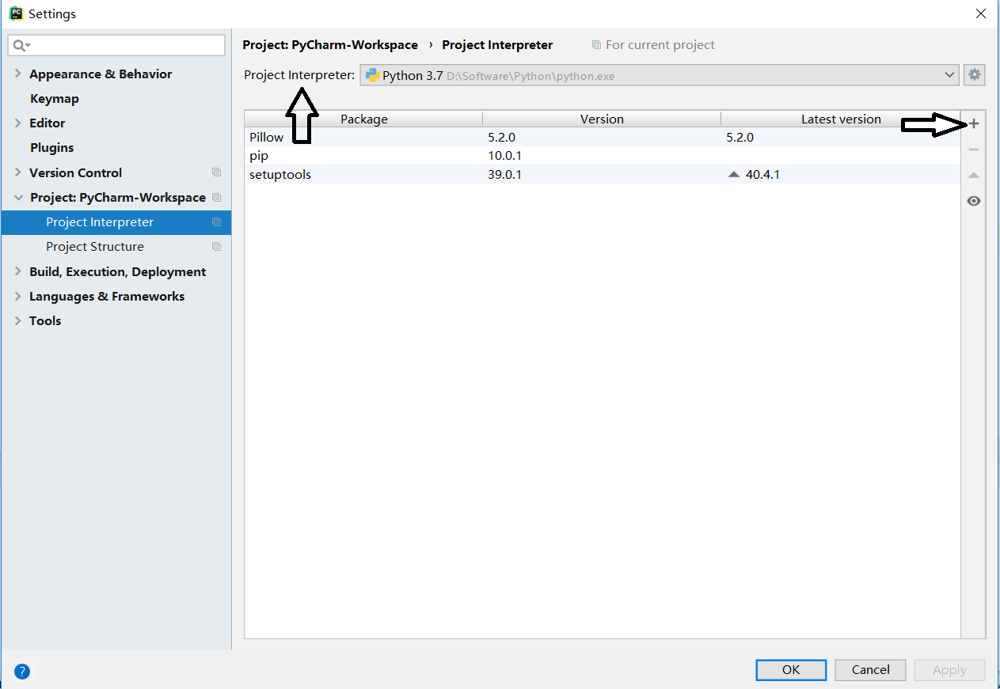 PC Settings
Project: PyCharm-Workspace › Project Interpreter For current project
Appearance & Behavior
Keymap
Editor
Plugins
Version Control
Project: PyCharm-Workspace
Project Interpreter
Project Structure
Build, Execution, Deployment
Languages & Frameworks
Tools
Project Interpreter: Python 3.7 D:\Software\Python\python.exe
Package Version Latest version
Pillow 5.2.0 5.2.0
pip 10.0.1
setuptools 39.0.1 40.4.1
? OK Cancel Apply